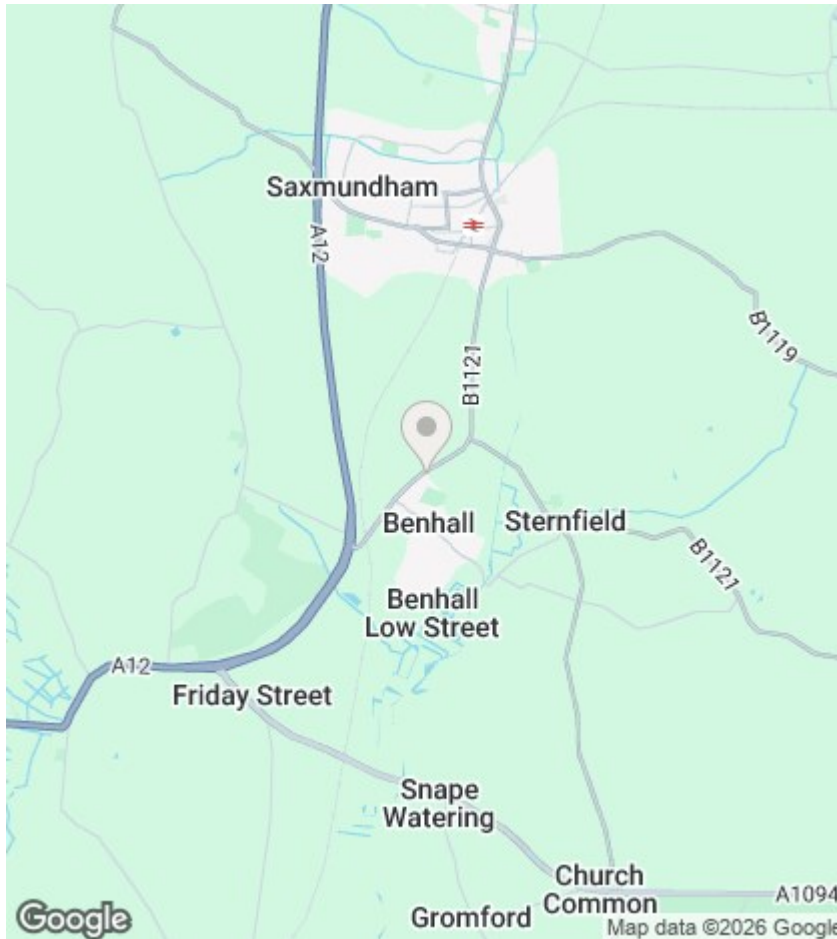 Saxmundham
A12
B1119
B1121
Benhall
Sternfield
B1121
Benhall
Low Street
A12
Friday Street
Snape
Watering
Church
Common
A1094
Gromford
Google
Map data ©2026 Google